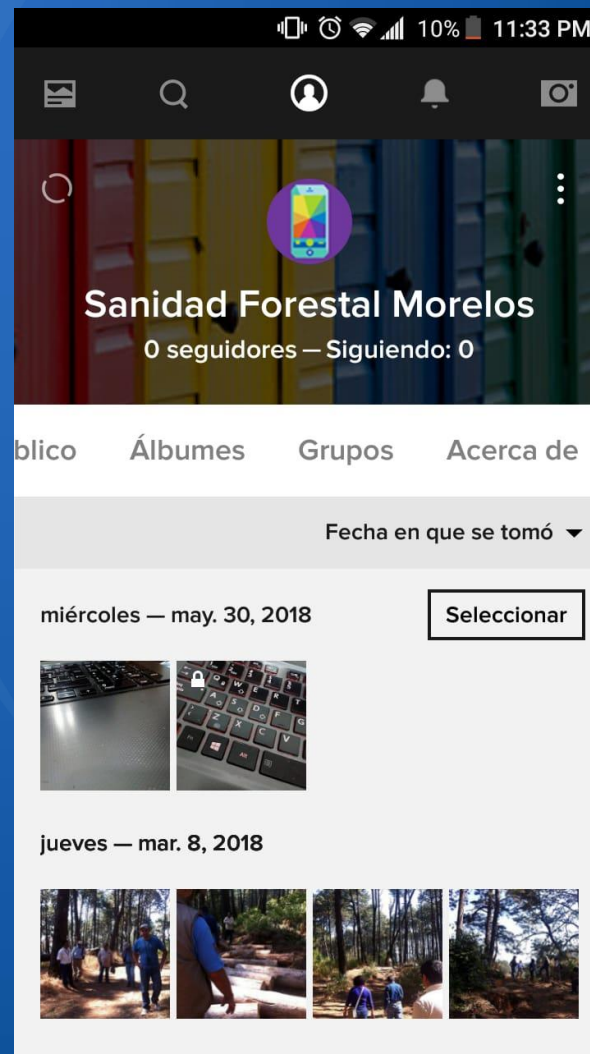 10% 11:33 PM
Sanidad Forestal Morelos
0 seguidores — Siguiendo: 0
blico Álbumes Grupos Acerca de
Fecha en que se tomó
miércoles — may. 30, 2018 Seleccionar
jueves — mar. 8, 2018